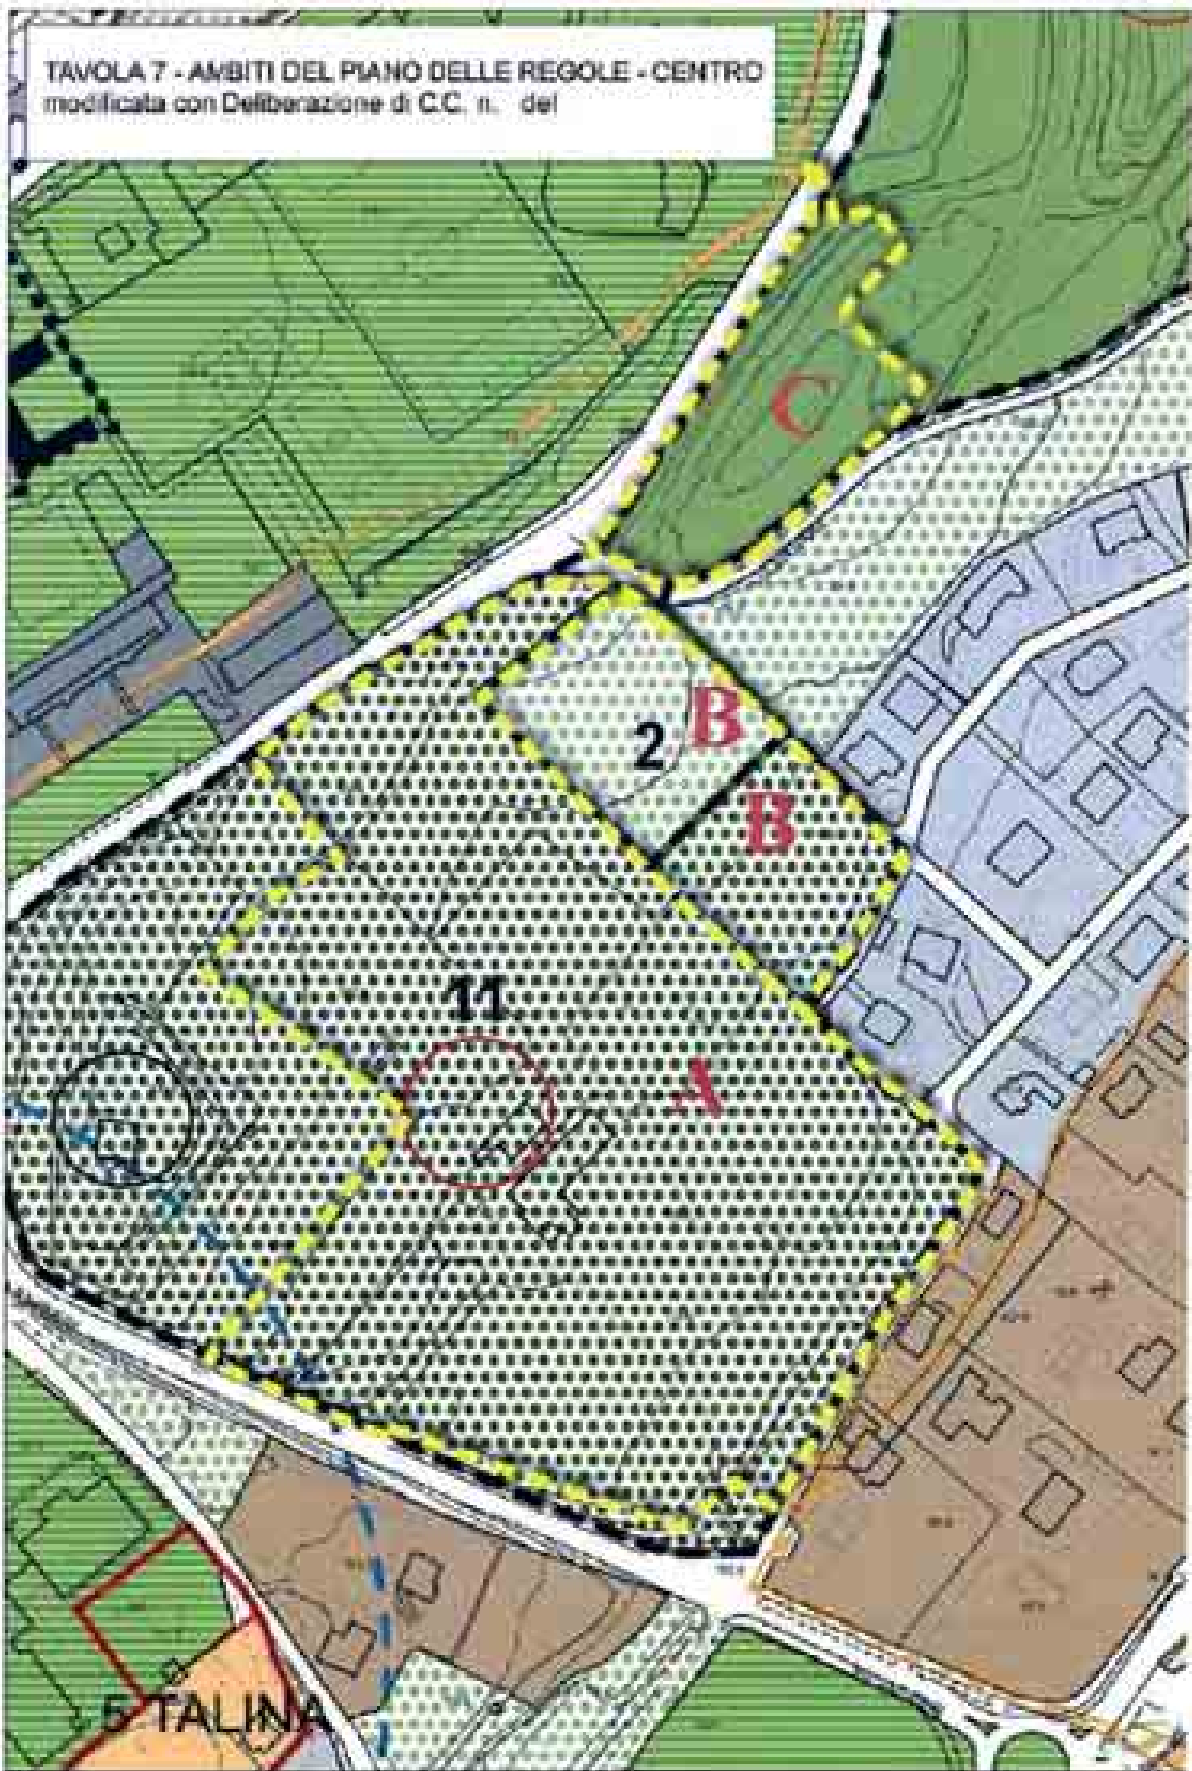 TAVOLA 7 - AMBITI DEL PIANO DELLE REGOLE - CENTRO
modificata con Deliberazione di C.C. n. del
C
B
2
B
11
A
5 TALINA